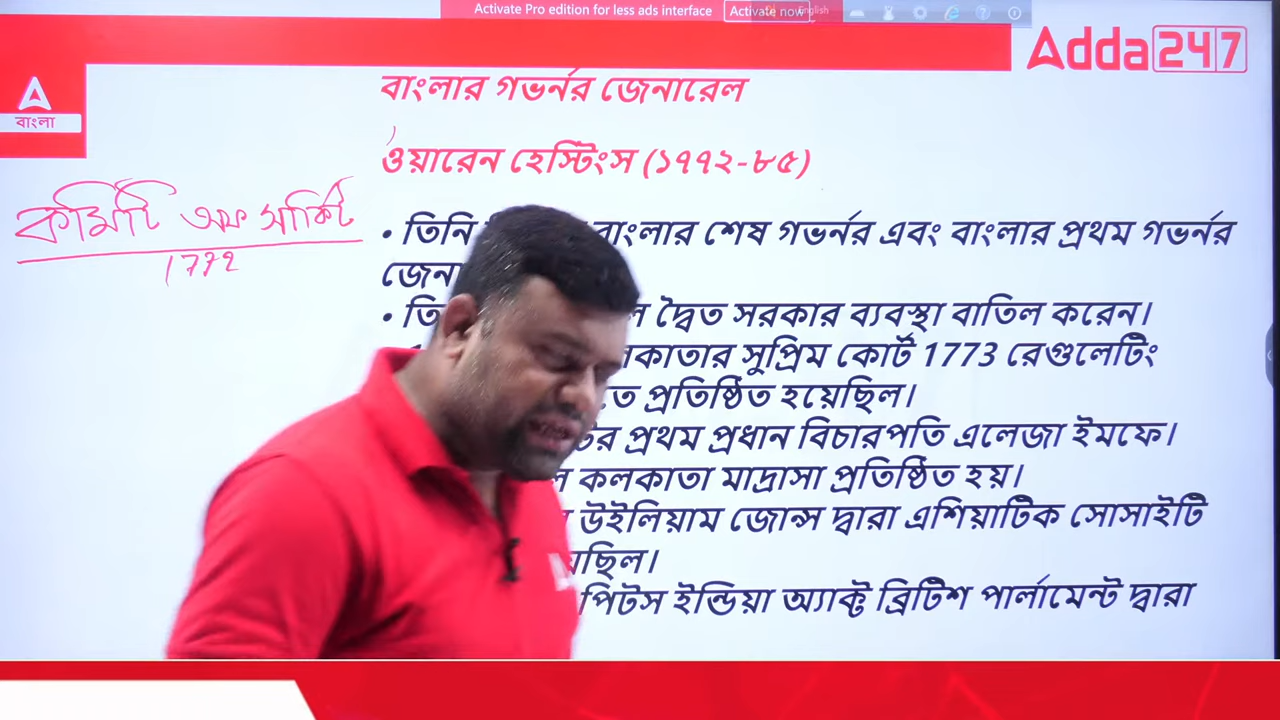 Activate Pro edition for less ads interface Activate now English
Adda247
বাংলা
বাংলার গভর্নর জেনারেল
ওয়ারেন হেস্টিংস (১৭৭২-৮৫)
কমিটি অফ সার্কিট
1772
• তিনি বাংলার শেষ গভর্নর এবং বাংলার প্রথম গভর্নর
জেনা
• তি ল দ্বৈত সরকার ব্যবস্থা বাতিল করেন।
লকাতার সুপ্রিম কোর্ট 1773 রেগুলেটিং
তে প্রতিষ্ঠিত হয়েছিল।
র প্রথম প্রধান বিচারপতি এলেজা ইমফে।
ল কলকাতা মাদ্রাসা প্রতিষ্ঠিত হয়।
উইলিয়াম জোন্স দ্বারা এশিয়াটিক সোসাইটি
য়ছিল।
পিটস ইন্ডিয়া অ্যাক্ট ব্রিটিশ পার্লামেন্ট দ্বারা